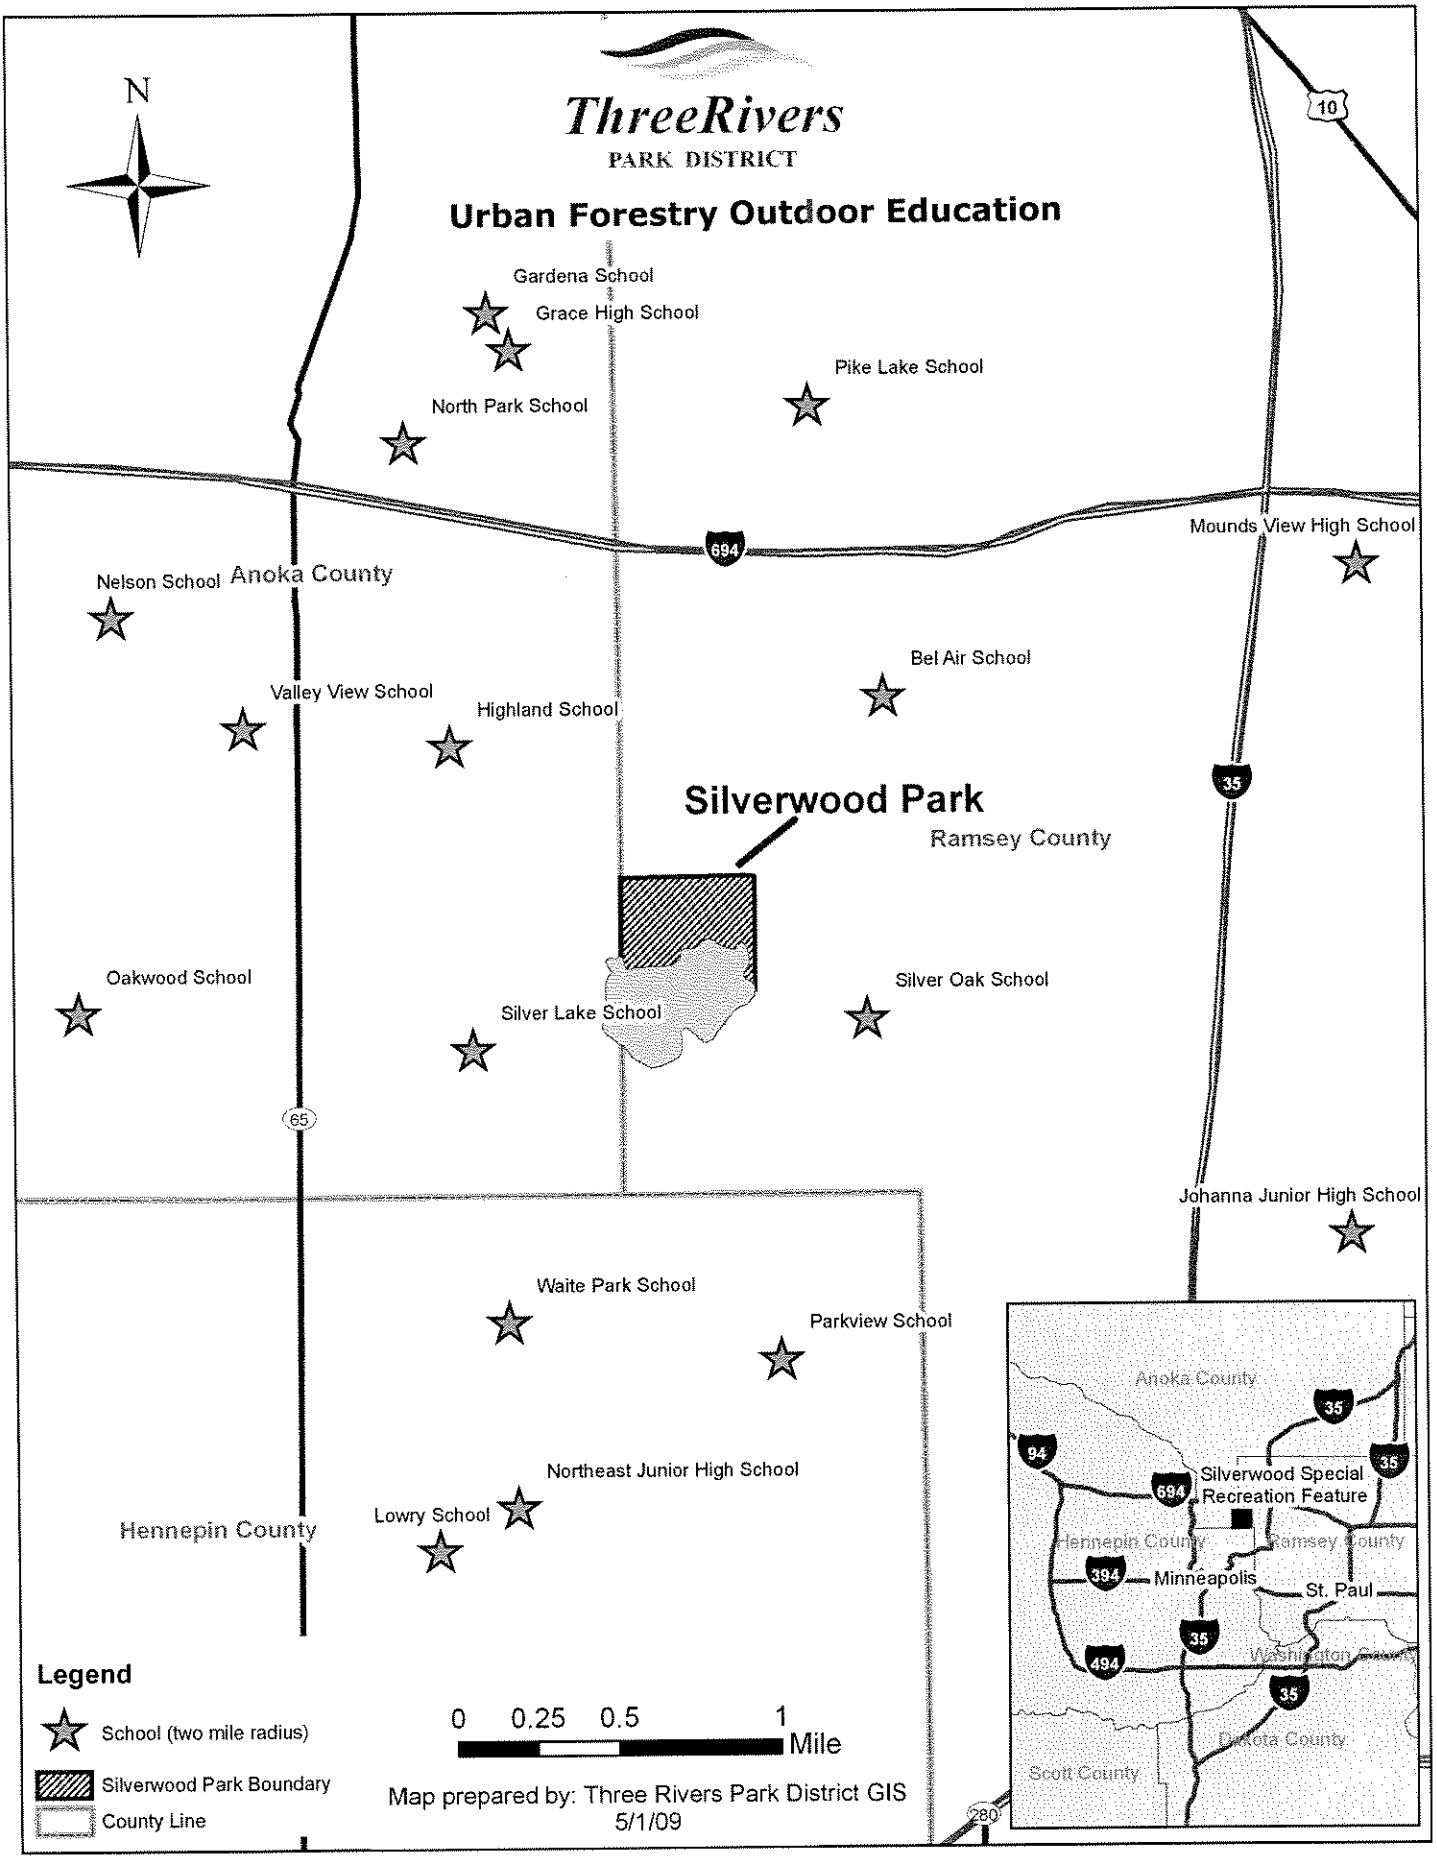 N
ThreeRivers
PARK DISTRICT
Urban Forestry Outdoor Education
10
Gardena School
Grace High School
Pike Lake School
North Park School
694
Mounds View High School
Nelson School
Anoka County
Bel Air School
Valley View School
Highland School
35
Silverwood Park
Ramsey County
Oakwood School
Silver Oak School
Silver Lake School
65
Johanna Junior High School
Waite Park School
Parkview School
Northeast Junior High School
Lowry School
Hennepin County
Anoka County
35
94
35
694
Silverwood Special
Recreation Feature
Hennepin County
Ramsey County
394
Minneapolis
St. Paul
35
494
Washington County
35
Dakota County
Scott County
280
Legend
School (two mile radius)
Silverwood Park Boundary
County Line
0 0.25 0.5 1
Mile
Map prepared by: Three Rivers Park District GIS
5/1/09